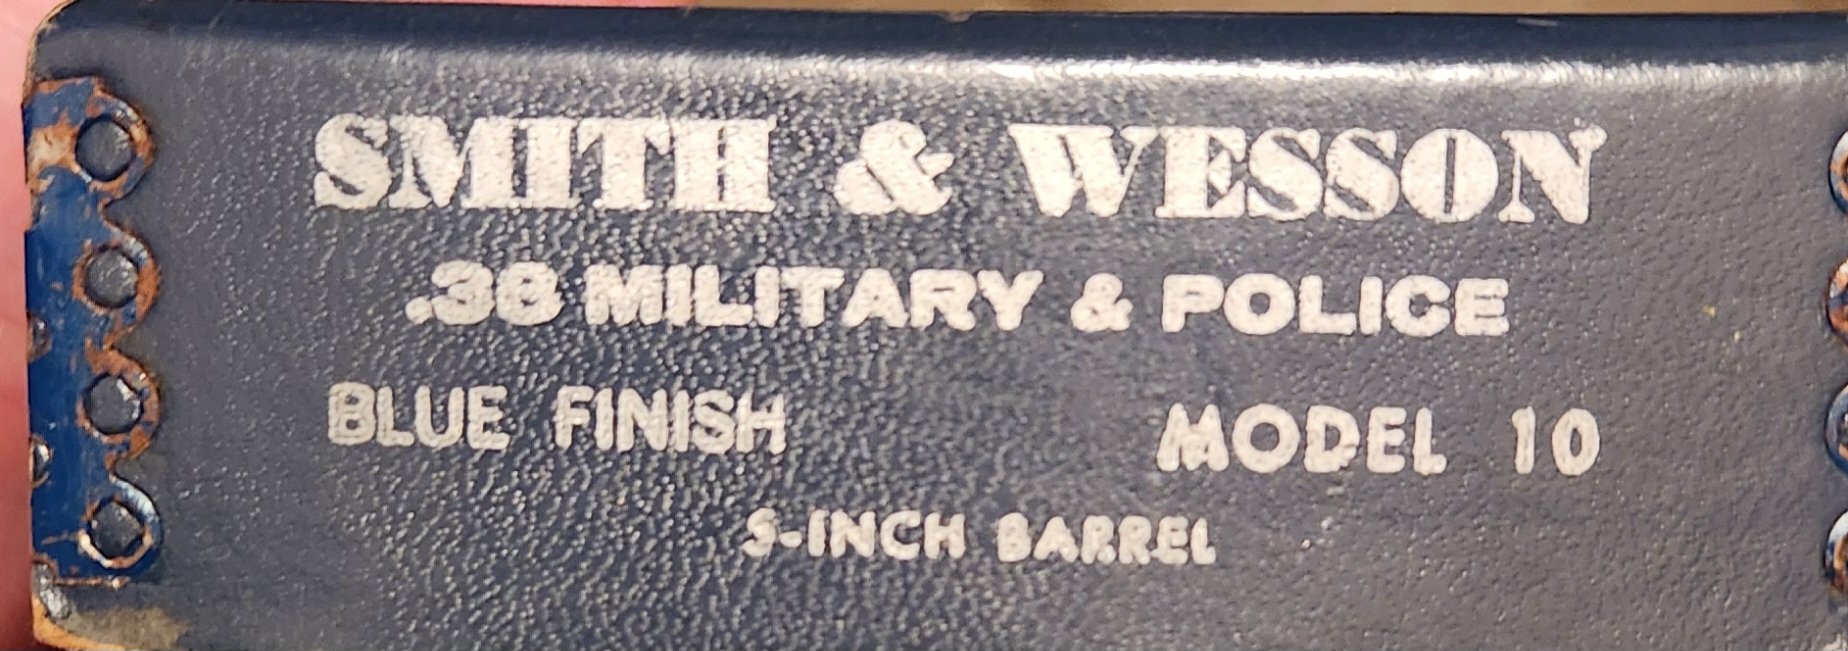 SMITH & WESSON
.38 MILITARY & POLICE
BLUE FINISH MODEL 10
5-INCH BARREL